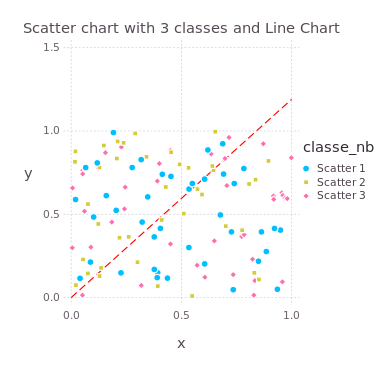 Scatter chart with 3 classes and Line Chart
1.5
1.0
0.5
0.0
y
0.0
0.5
1.0
x
classe_nb
Scatter 1
Scatter 2
Scatter 3